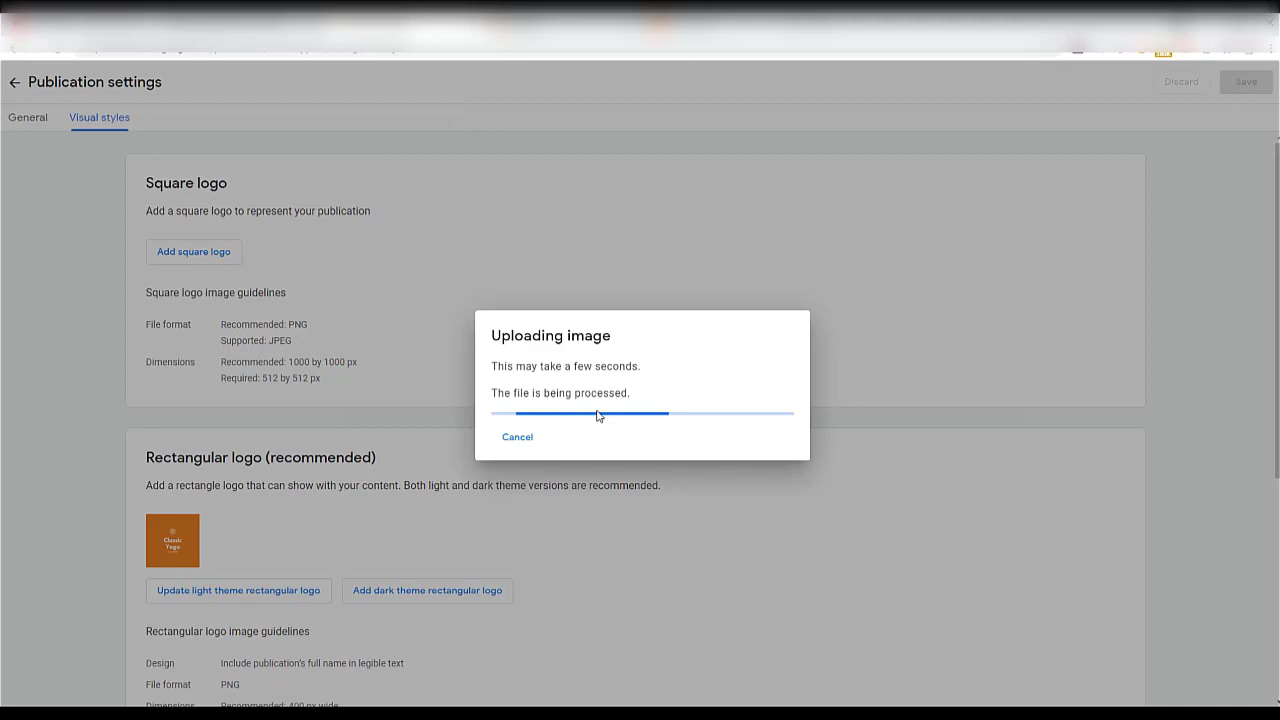 Publication settings
Discard
Save
General
Visual styles
Square logo
Add a square logo to represent your publication
Add square logo
Square logo image guidelines
File format
Recommended: PNG
Supported: JPEG
Dimensions
Recommended: 1000 by 1000 px
Required: 512 by 512 px
Uploading image
This may take a few seconds.
The file is being processed.
Cancel
Rectangular logo (recommended)
Add a rectangle logo that can show with your content. Both light and dark theme versions are recommended.
Classic
Yoga
Update light theme rectangular logo
Add dark theme rectangular logo
Rectangular logo image guidelines
Design
Include publication's full name in legible text
File format
PNG
Dimensions
Recommended: 400 px wide